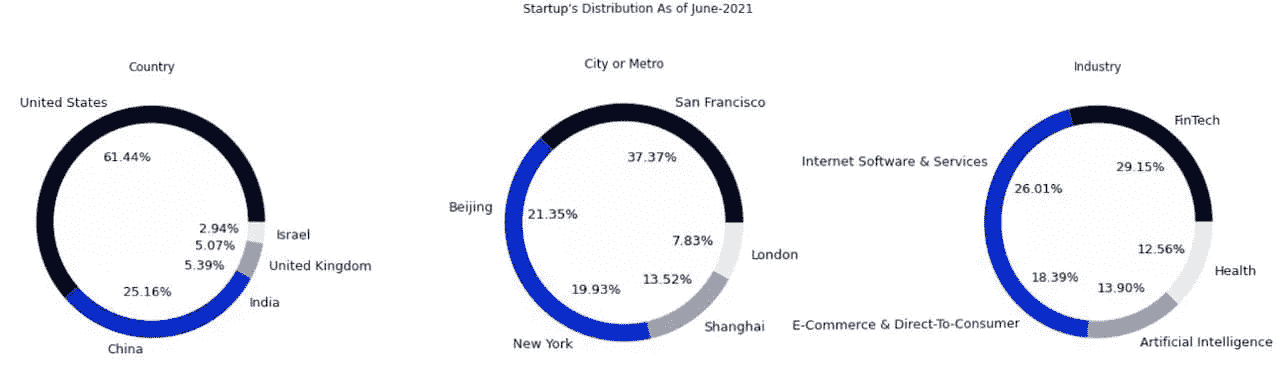 Startup's Distribution As of June-2021
Country
United States
61.44%
2.94%
Israel
5.07%
5.39%
United Kingdom
25.16%
India
China
City or Metro
San Francisco
37.37%
Beijing
21.35%
7.83%
London
13.52%
19.93%
Shanghai
New York
Industry
FinTech
29.15%
Internet Software & Services
26.01%
12.56%
Health
18.39%
13.90%
E-Commerce & Direct-To-Consumer
Artificial Intelligence